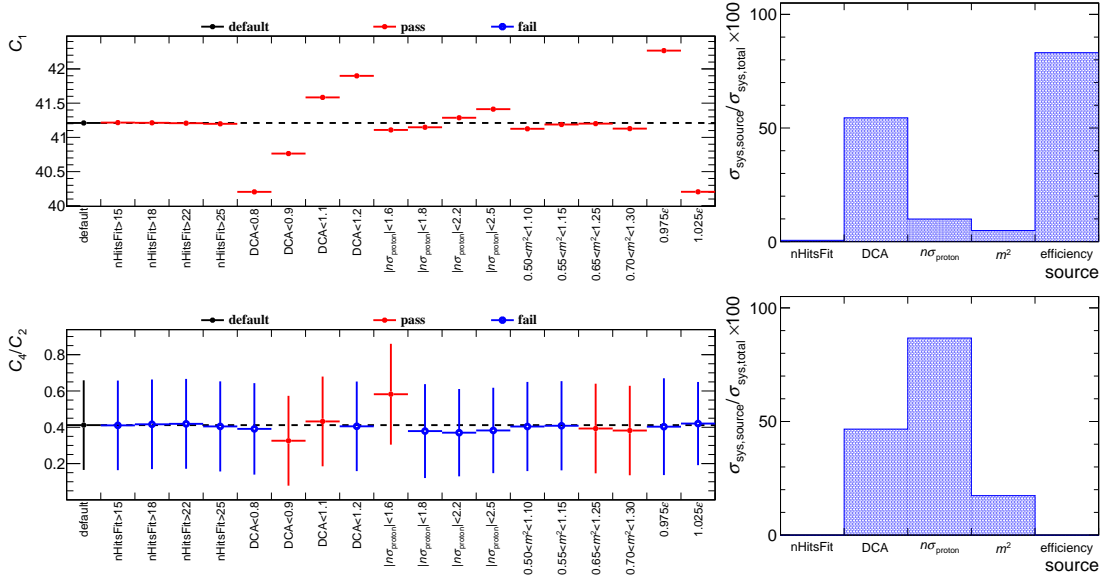 default pass fail
C₁
42
41.5
41
40.5
40
default nHitsFit>15 nHitsFit>18 nHitsFit>22 nHitsFit>25 DCA<0.8 DCA<0.9 DCA<1.1 DCA<1.2 |nσproton|<1.6 |nσproton|<1.8 |nσproton|<2.2 |nσproton|<2.5 0.50<m²<1.10 0.55<m²<1.15 0.65<m²<1.25 0.70<m²<1.30 0.975ε 1.025ε
σsys,source/σsys,total ×100
100
50
0
nHitsFit DCA nσproton m² efficiency
source
default pass fail
C₄/C₂
0.8
0.6
0.4
0.2
default nHitsFit>15 nHitsFit>18 nHitsFit>22 nHitsFit>25 DCA<0.8 DCA<0.9 DCA<1.1 DCA<1.2 |nσproton|<1.6 |nσproton|<1.8 |nσproton|<2.2 |nσproton|<2.5 0.50<m²<1.10 0.55<m²<1.15 0.65<m²<1.25 0.70<m²<1.30 0.975ε 1.025ε
σsys,source/σsys,total ×100
100
50
0
nHitsFit DCA nσproton m² efficiency
source